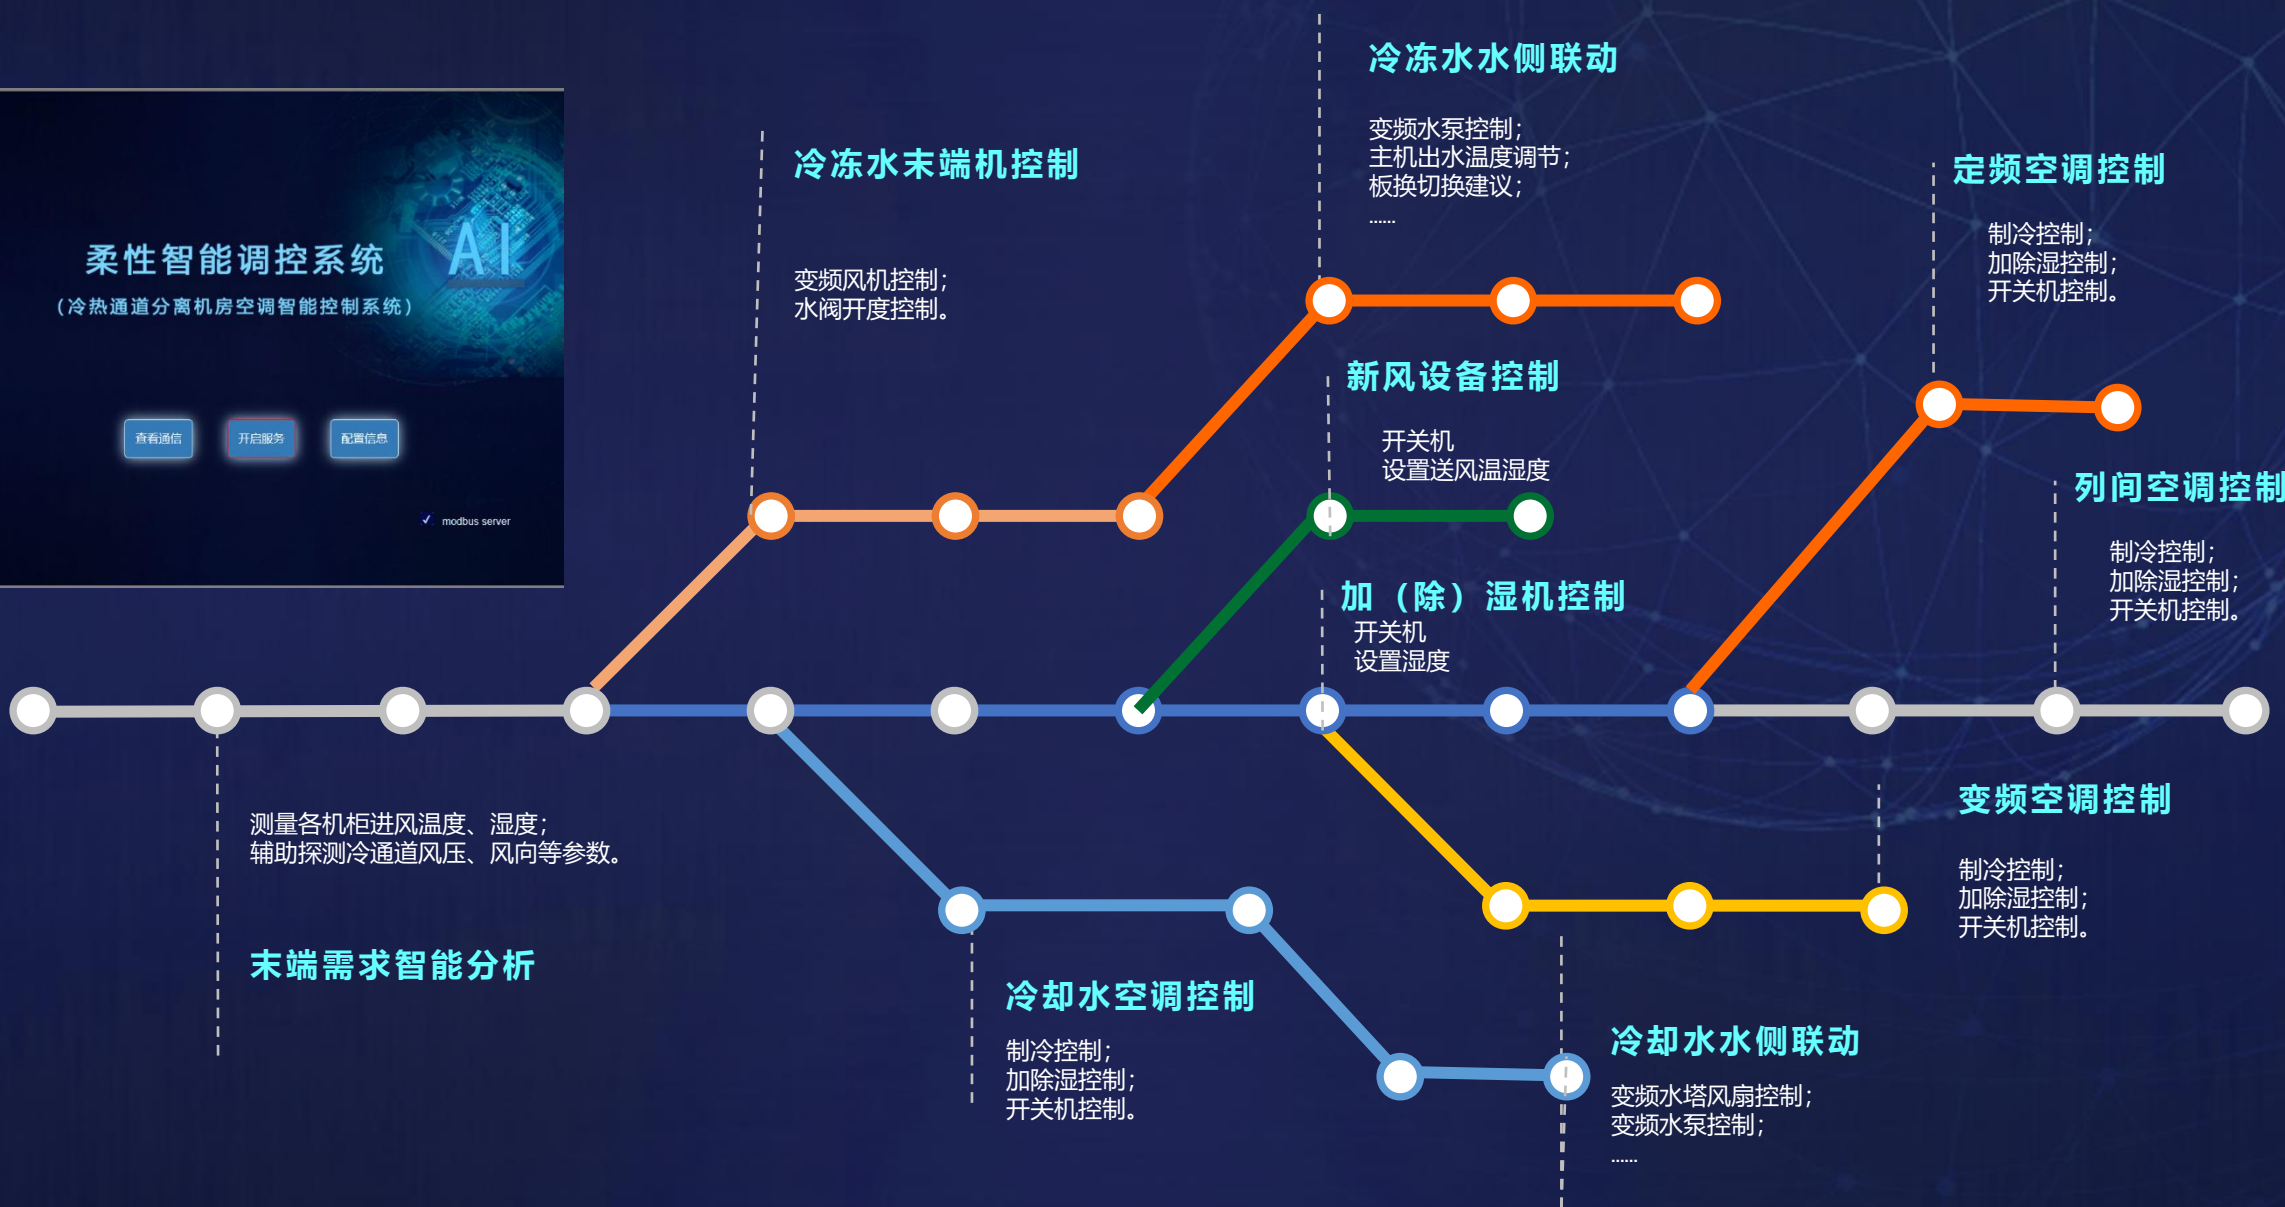 柔性智能调控系统
（冷热通道分离机房空调智能控制系统）
AI
查看通信
开启服务
配置信息
modbus server
冷冻水末端机控制
变频风机控制；
水阀开度控制。
冷冻水水侧联动
变频水泵控制；
主机出水温度调节；
板换切换建议；
......
新风设备控制
开关机
设置送风温湿度
加（除）湿机控制
开关机
设置湿度
定频空调控制
制冷控制；
加除湿控制；
开关机控制。
列间空调控制
制冷控制；
加除湿控制；
开关机控制。
测量各机柜进风温度、湿度；
辅助探测冷通道风压、风向等参数。
末端需求智能分析
冷却水空调控制
制冷控制；
加除湿控制；
开关机控制。
冷却水水侧联动
变频水塔风扇控制；
变频水泵控制；
......
变频空调控制
制冷控制；
加除湿控制；
开关机控制。